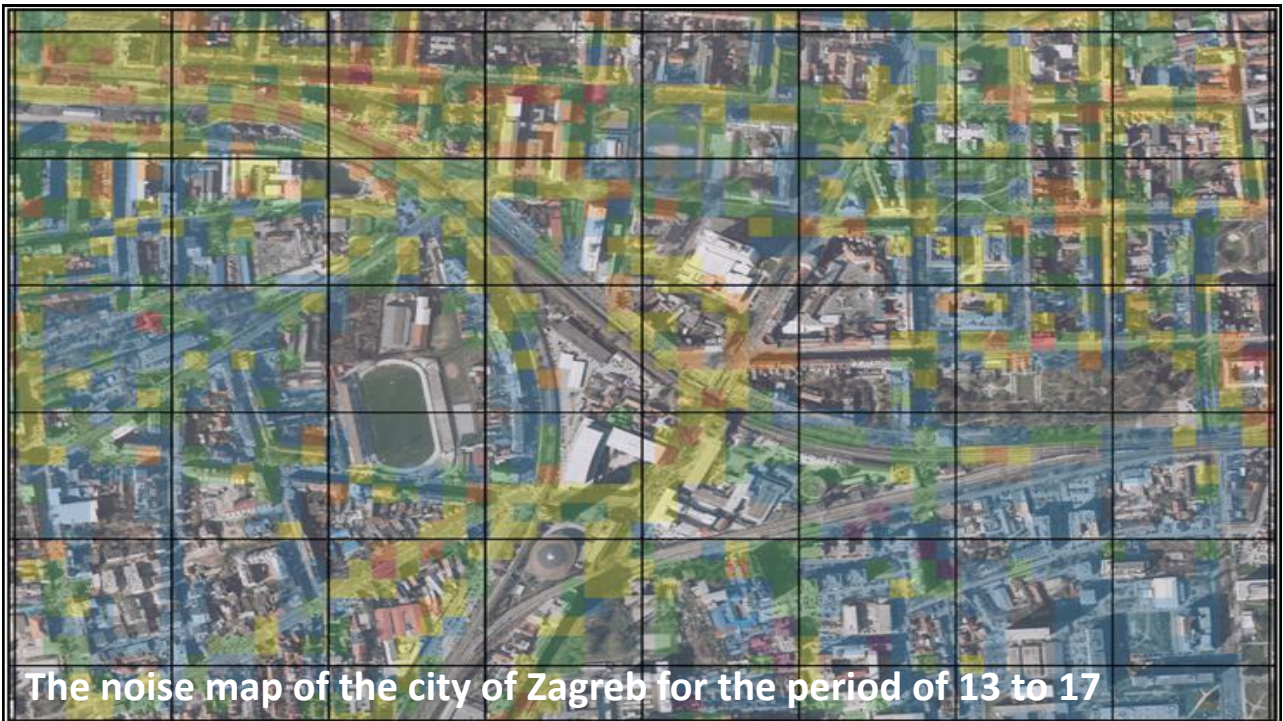 The noise map of the city of Zagreb for the period of 13 to 17